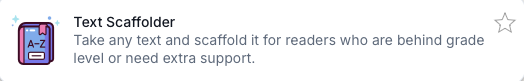 Text Scaffolder
A-Z
Take any text and scaffold it for readers who are behind grade
level or need extra support.